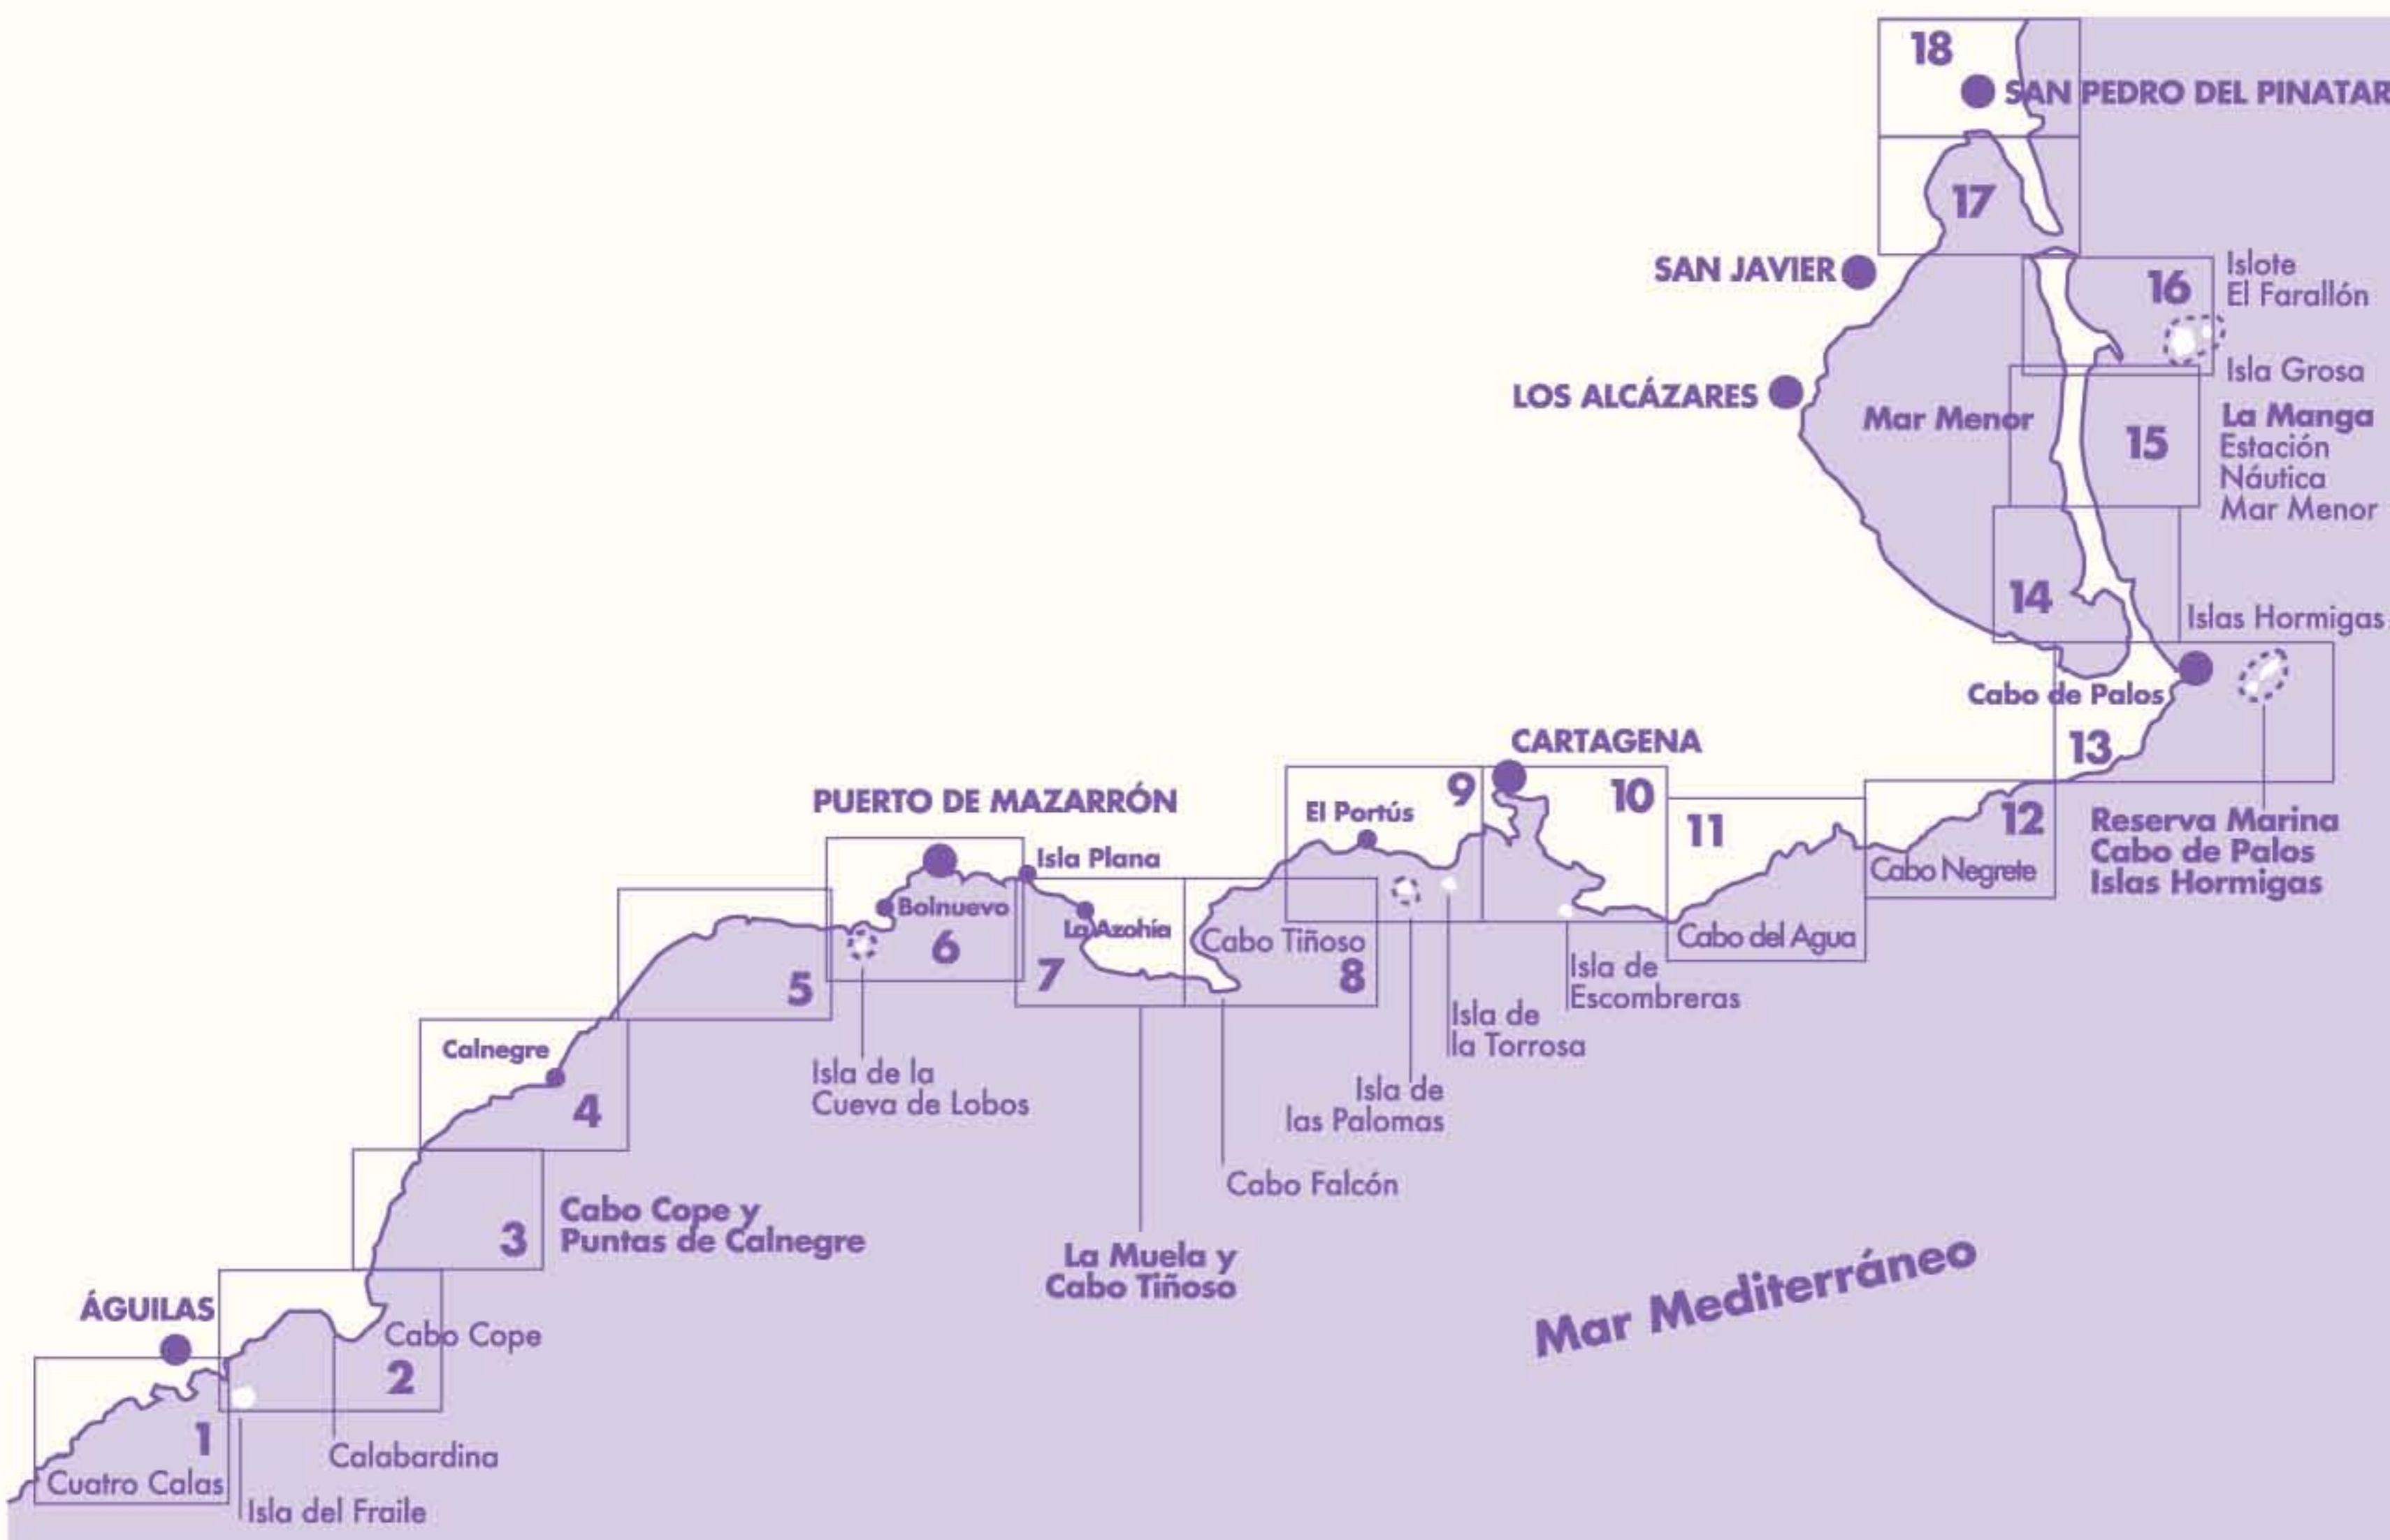 18
SAN PEDRO DEL PINATAR
17
SAN JAVIER
16
Islote
El Farallón
Isla Grosa
LOS ALCÁZARES
Mar Menor
15
La Manga
Estación
Náutica
Mar Menor
14
Islas Hormigas
Cabo de Palos
13
CARTAGENA
9
10
El Portús
11
12
Cabo Negrete
Reserva Marina
Cabo de Palos
Islas Hormigas
PUERTO DE MAZARRÓN
Isla Plana
Bolnuevo
6
La Azohía
7
Cabo Tiñoso
8
Cabo del Agua
Isla de
Escombreras
Isla de
la Torrosa
Isla de
las Palomas
5
Isla de la
Cueva de Lobos
Cabo Falcón
Calnegre
4
3
Cabo Cope y
Puntas de Calnegre
La Muela y
Cabo Tiñoso
Mar Mediterráneo
ÁGUILAS
Cabo Cope
2
1
Calabardina
Cuatro Calas
Isla del Fraile